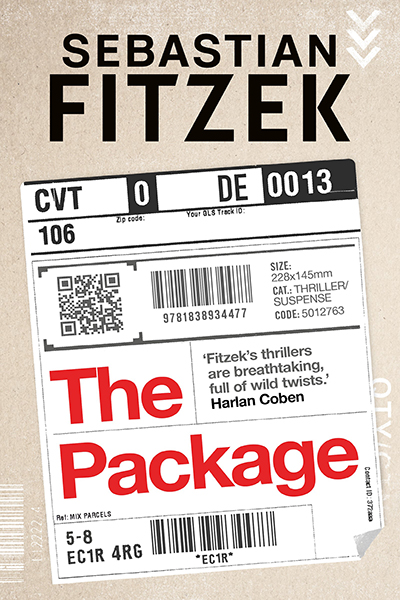 SEBASTIAN
FITZEK
CVT 0 DE 0013
Zip code: Your GLS Track ID:
106
SIZE:
228x145mm
CAT.: THRILLER/
SUSPENSE
CODE: 5012763
9781838934477
The
Package
‘Fitzek’s thrillers
are breathtaking,
full of wild twists.’
Harlan Coben
Ref: MIX PARCELS
5-8
EC1R 4RG
*EC1R*